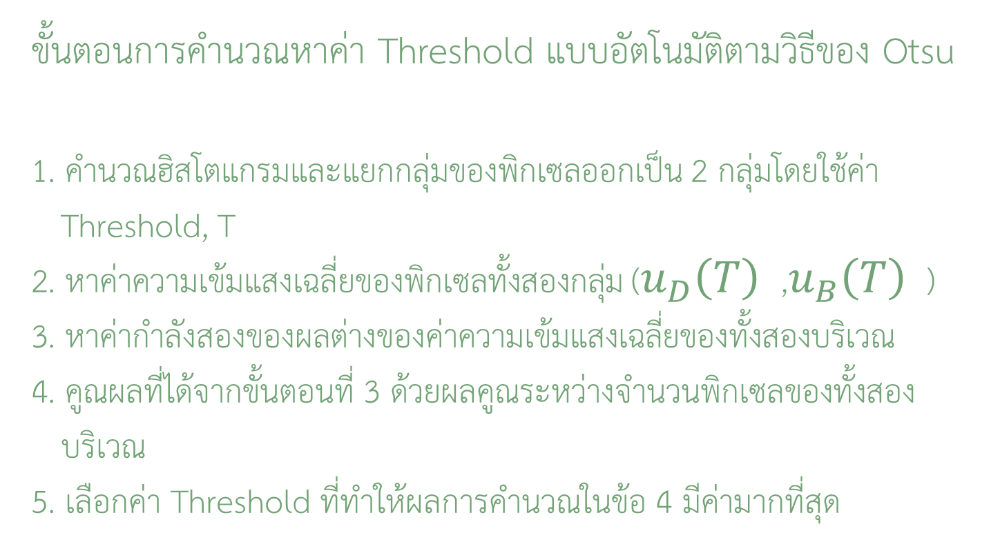 ขั้นตอนการคำนวณหาค่า Threshold แบบอัตโนมัติตามวิธีของ Otsu
1. คำนวณฮิสโตแกรมและแยกกลุ่มของพิกเซลออกเป็น 2 กลุ่มโดยใช้ค่า
Threshold, T
2. หาค่าความเข้มแสงเฉลี่ยของพิกเซลทั้งสองกลุ่ม (u_D(T) ,u_B(T) )
3. หาค่ากำลังสองของผลต่างของค่าความเข้มแสงเฉลี่ยของทั้งสองบริเวณ
4. คูณผลที่ได้จากขั้นตอนที่ 3 ด้วยผลคูณระหว่างจำนวนพิกเซลของทั้งสอง
บริเวณ
5. เลือกค่า Threshold ที่ทำให้ผลการคำนวณในข้อ 4 มีค่ามากที่สุด